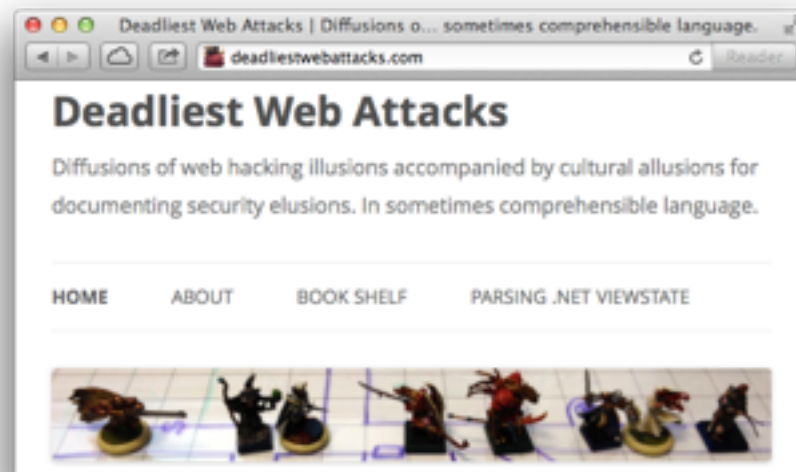 Deadliest Web Attacks | Diffusions o... sometimes comprehensible language.
deadliestwebattacks.com
Reader
Deadliest Web Attacks
Diffusions of web hacking illusions accompanied by cultural allusions for
documenting security elusions. In sometimes comprehensible language.
HOME ABOUT BOOK SHELF PARSING .NET VIEWSTATE